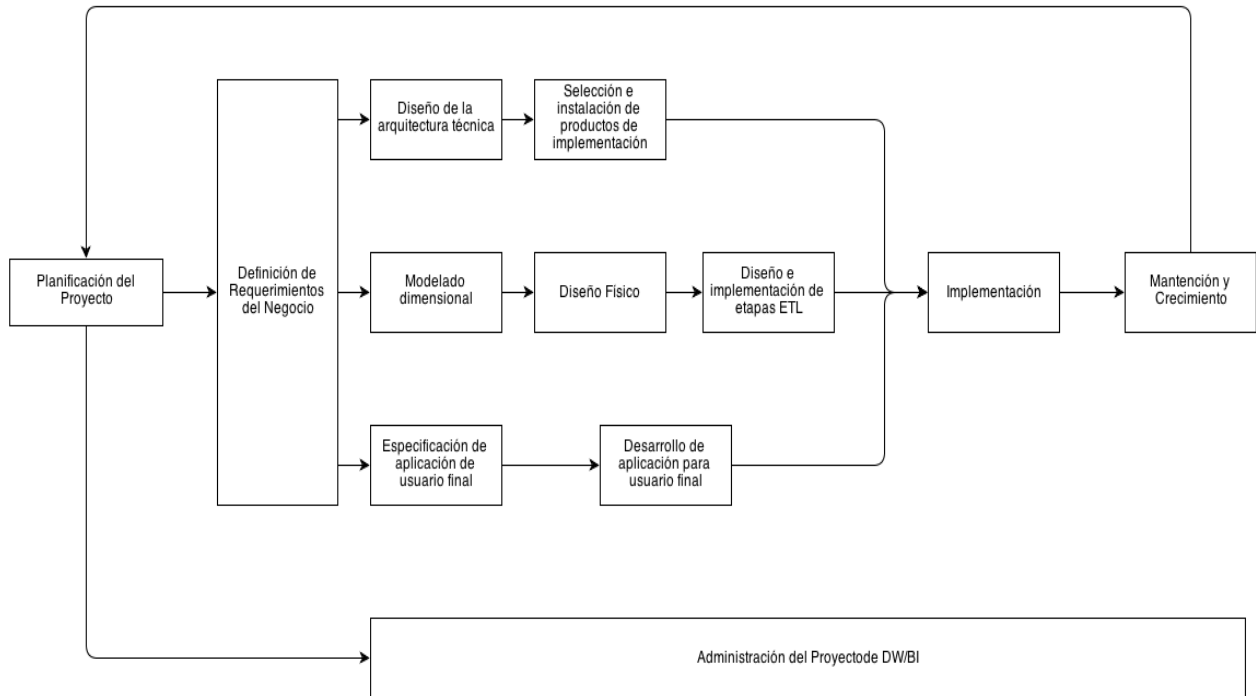 Diseño de la
arquitectura técnica
Selección e
instalación de
productos de
implementación
Planificación del
Proyecto
Definición de
Requerimientos
del Negocio
Modelado
dimensional
Diseño Físico
Diseño e
implementación de
etapas ETL
Implementación
Mantención y
Crecimiento
Especificación de
aplicación de
usuario final
Desarrollo de
aplicación para
usuario final
Administración del Proyectode DW/BI